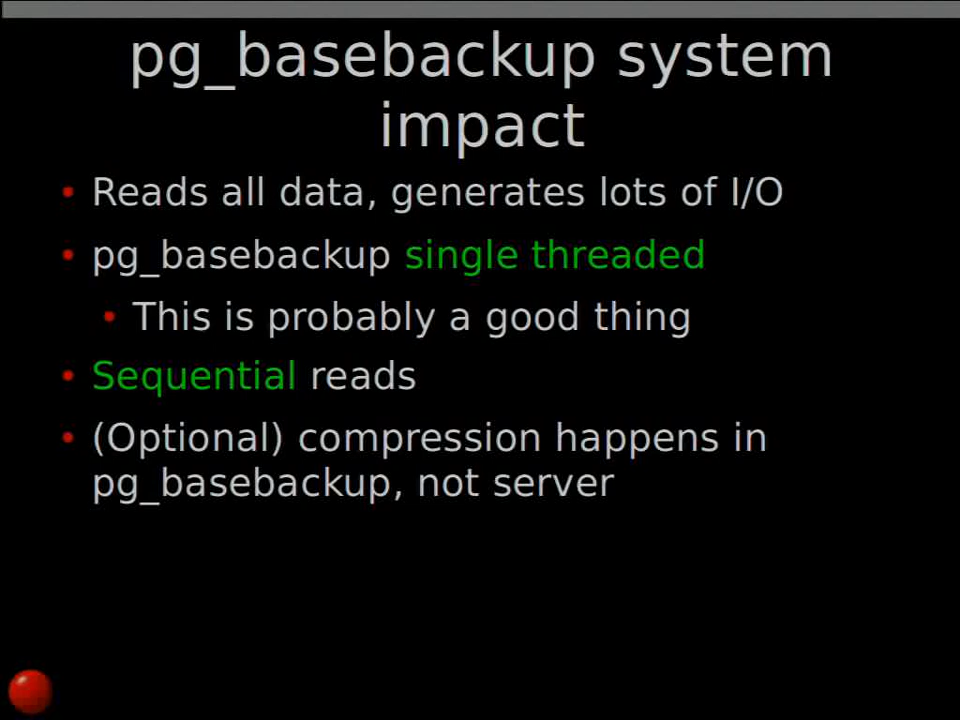 pg_basebackup system
impact
• Reads all data, generates lots of I/O
• pg_basebackup single threaded
• This is probably a good thing
• Sequential reads
• (Optional) compression happens in
pg_basebackup, not server